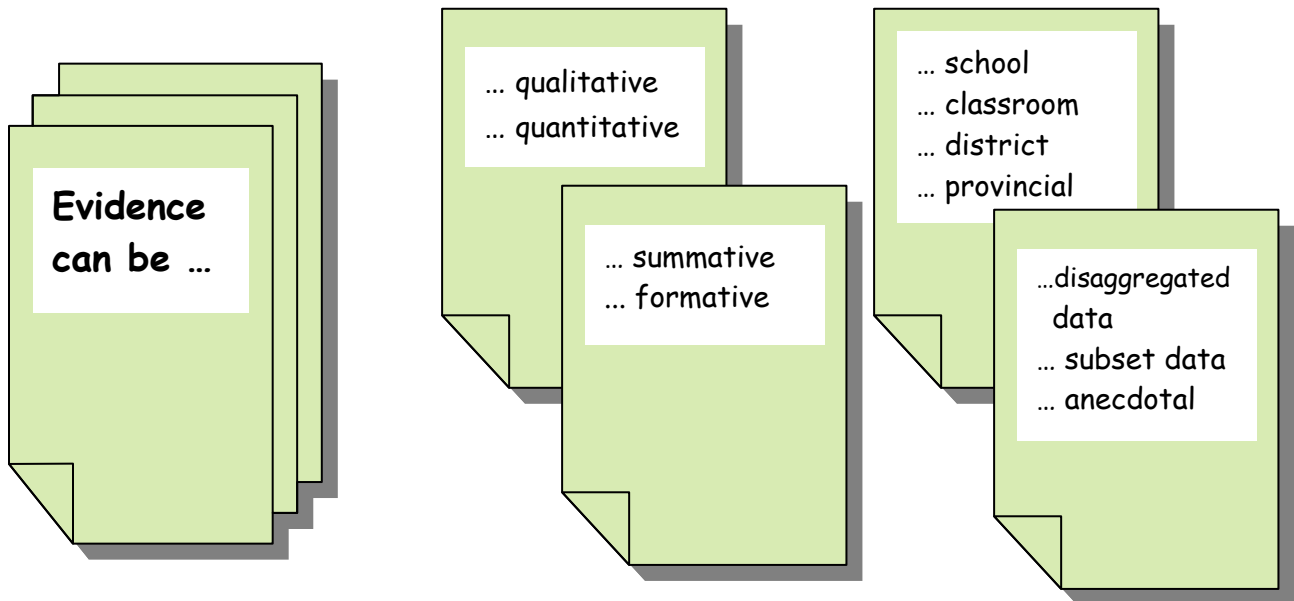 Evidence
can be …
… qualitative
… quantitative
… summative
... formative
… school
… classroom
… district
… provincial
…disaggregated
data
… subset data
… anecdotal